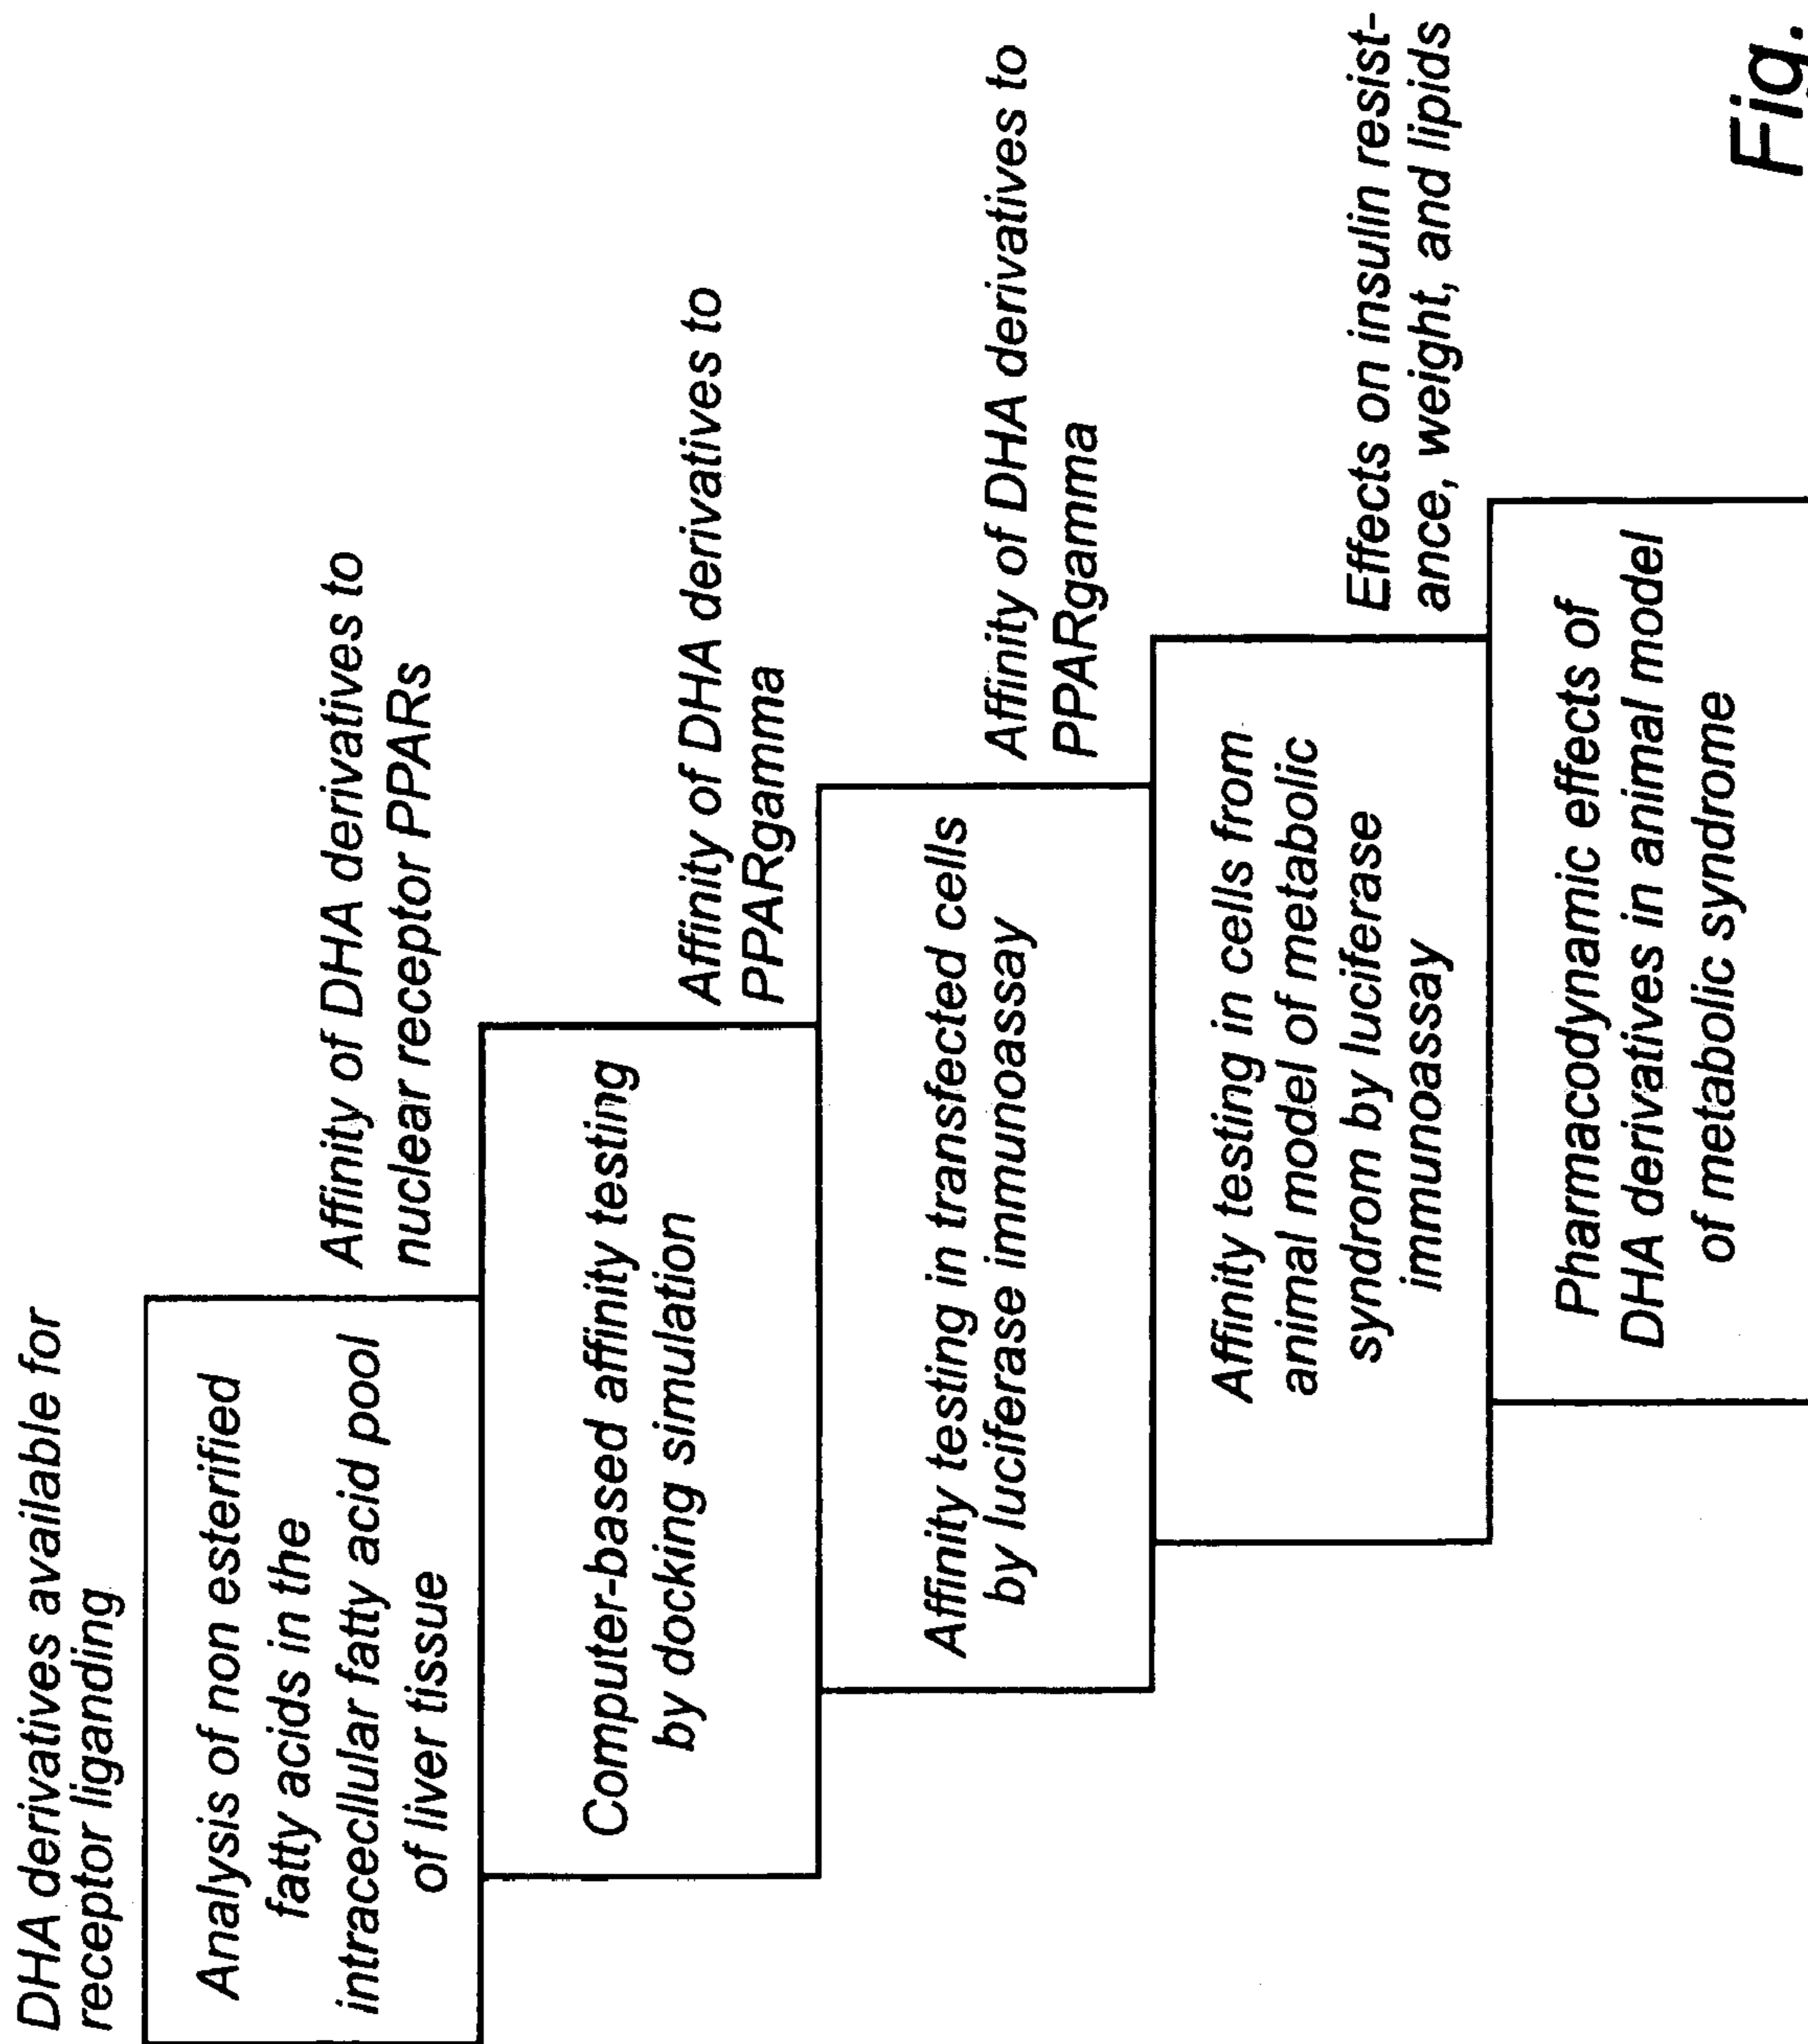 DHA derivatives available for
receptor liganding
Analysis of non esterified
fatty acids in the
intracellular fatty acid pool
of liver tissue
Affinity of DHA derivatives to
nuclear receptor PPARs
Computer-based affinity testing
by docking simulation
Affinity of DHA derivatives to
PPARgamma
Affinity testing in transfected cells
by luciferase immunoassay
Affinity of DHA derivatives to
PPARgamma
Affinity testing in cells from
animal model of metabolic
syndrom by luciferase
immunoassay
Effects on insulin resist-
ance, weight, and lipids
Pharmacodynamic effects of
DHA derivatives in animal model
of metabolic syndrome
Fig.